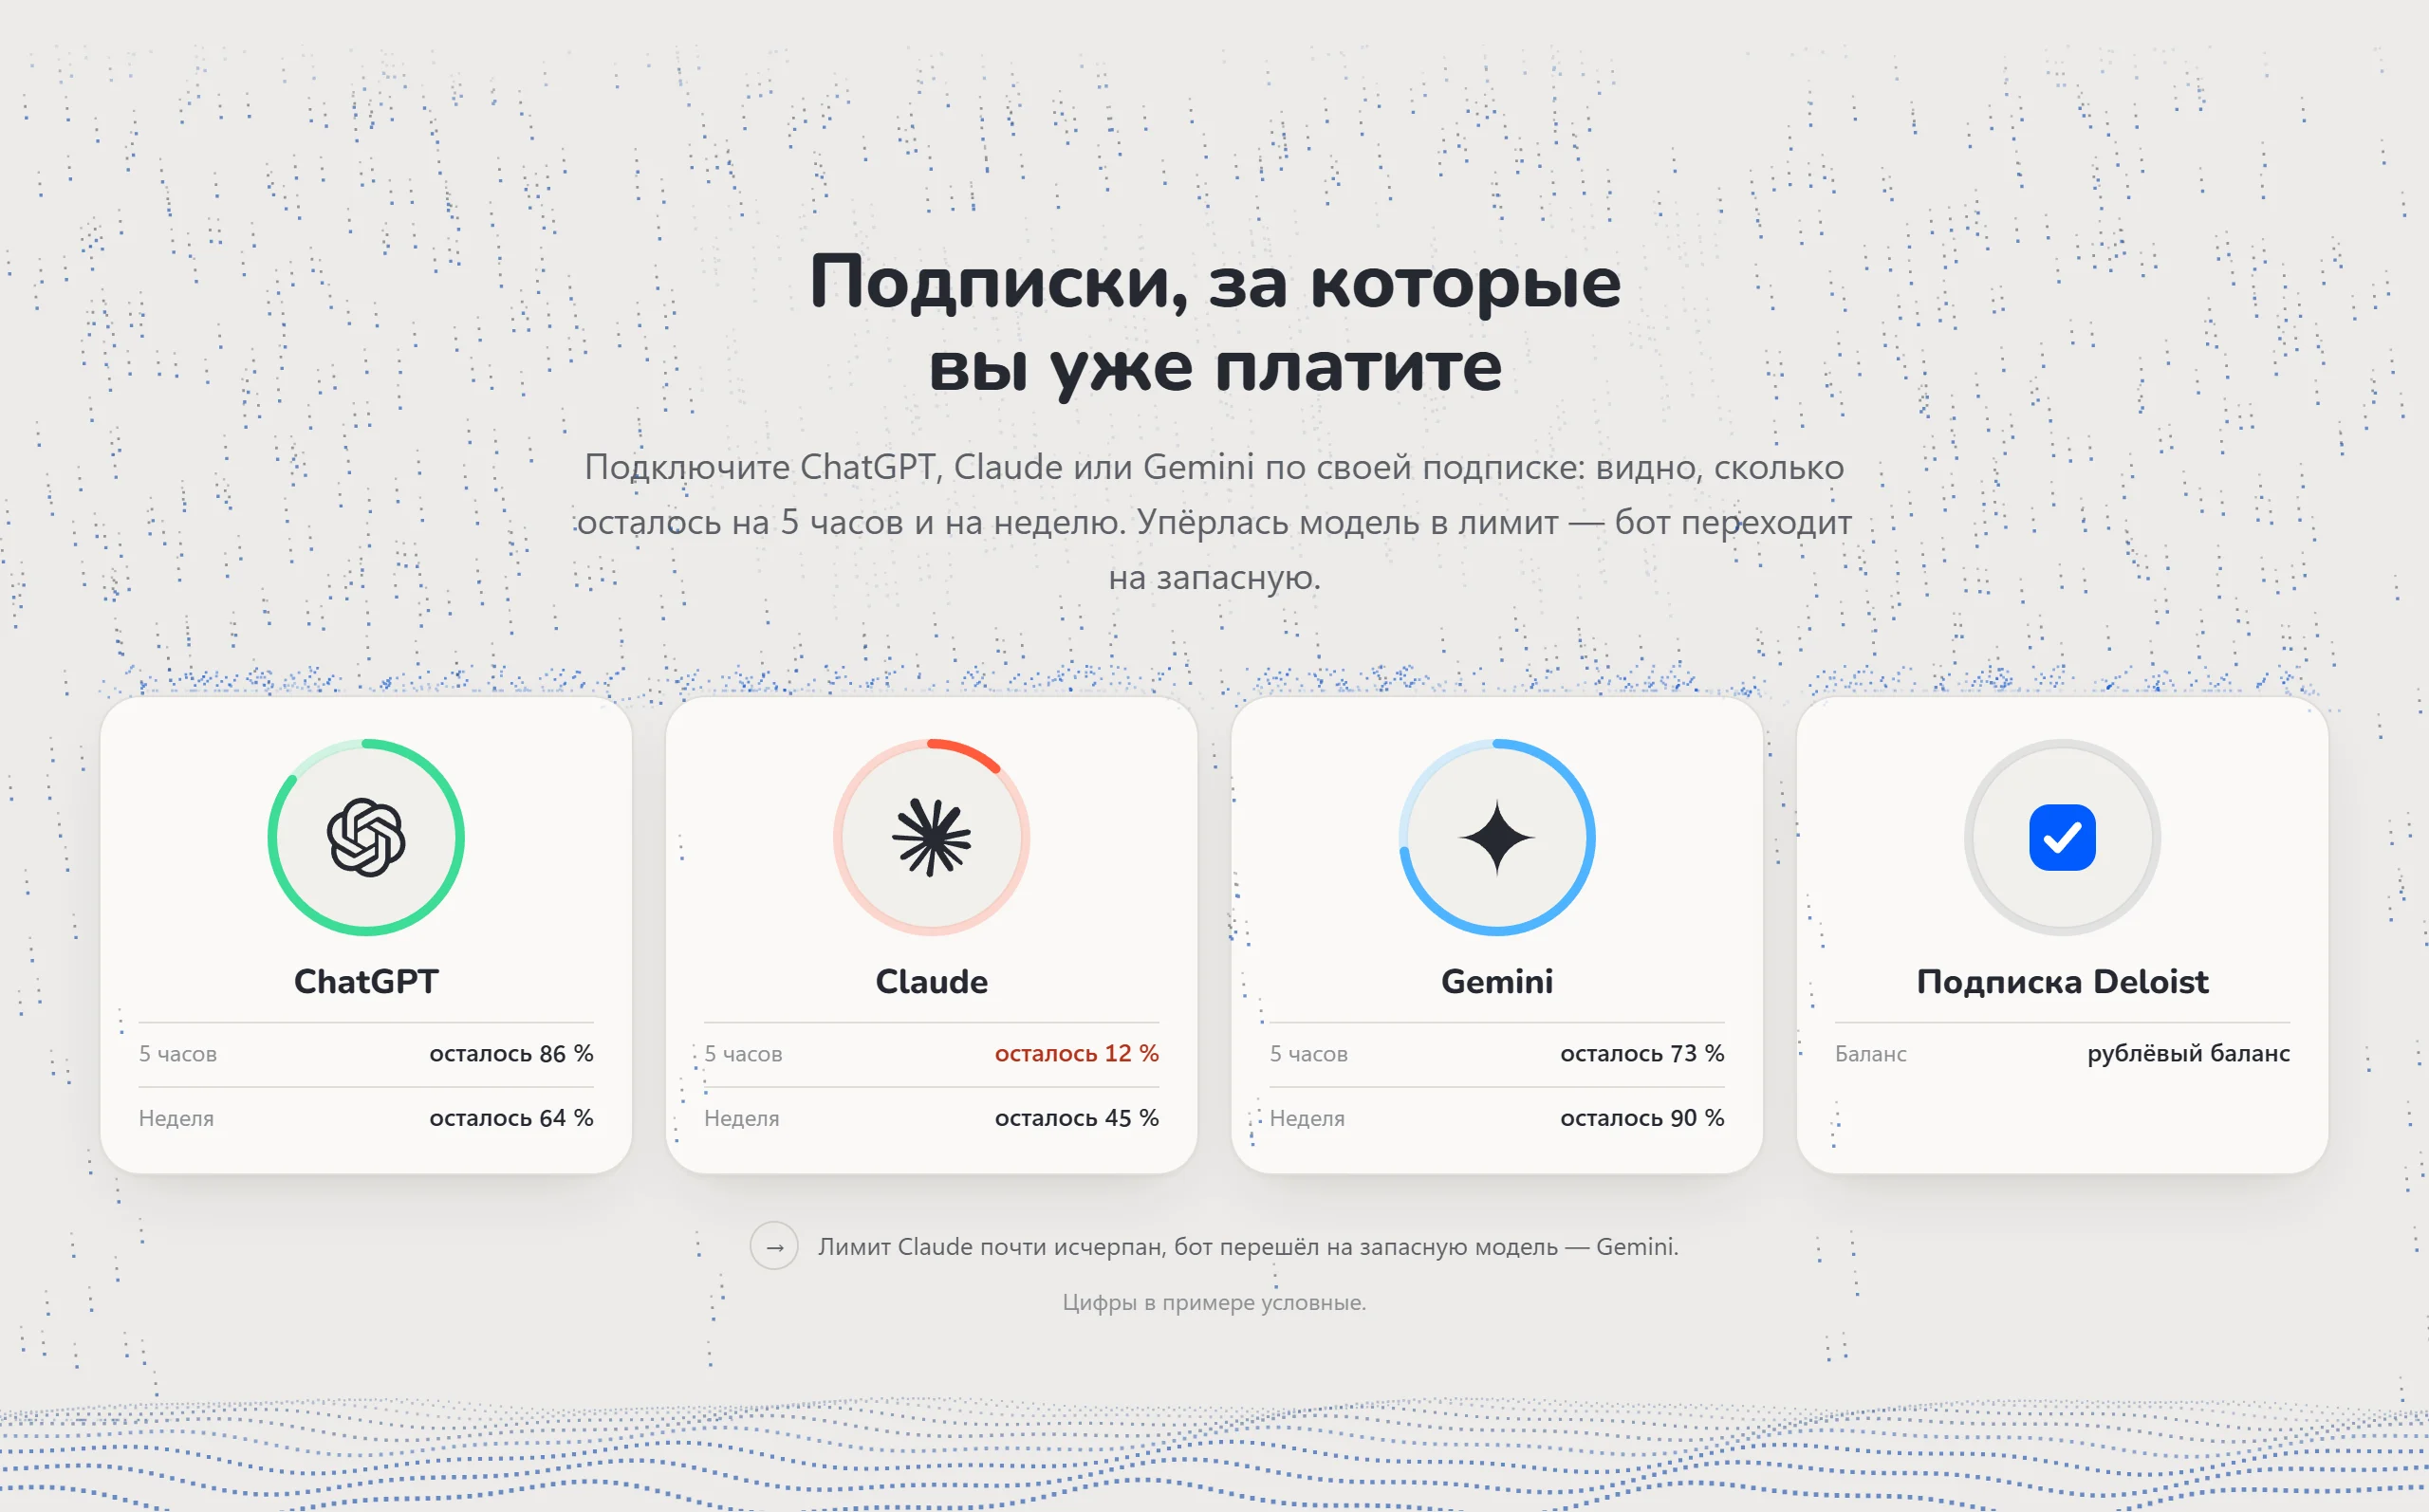 Подписки, за которые
вы уже платите
Подключите ChatGPT, Claude или Gemini по своей подписке: видно, сколько
осталось на 5 часов и на неделю. Упёрлась модель в лимит — бот переходит
на запасную.
ChatGPT
5 часов осталось 86 %
Неделя осталось 64 %
Claude
5 часов осталось 12 %
Неделя осталось 45 %
Gemini
5 часов осталось 73 %
Неделя осталось 90 %
Подписка Deloist
Баланс рублёвый баланс
→ Лимит Claude почти исчерпан, бот перешёл на запасную модель — Gemini.
Цифры в примере условные.